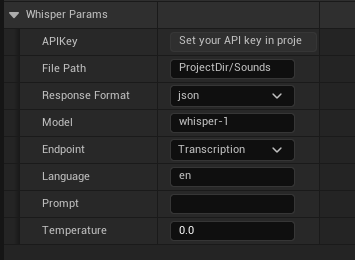 Whisper Params
APIKey Set your API key in proje
File Path ProjectDir/Sounds
Response Format json
Model whisper-1
Endpoint Transcription
Language en
Prompt
Temperature 0.0